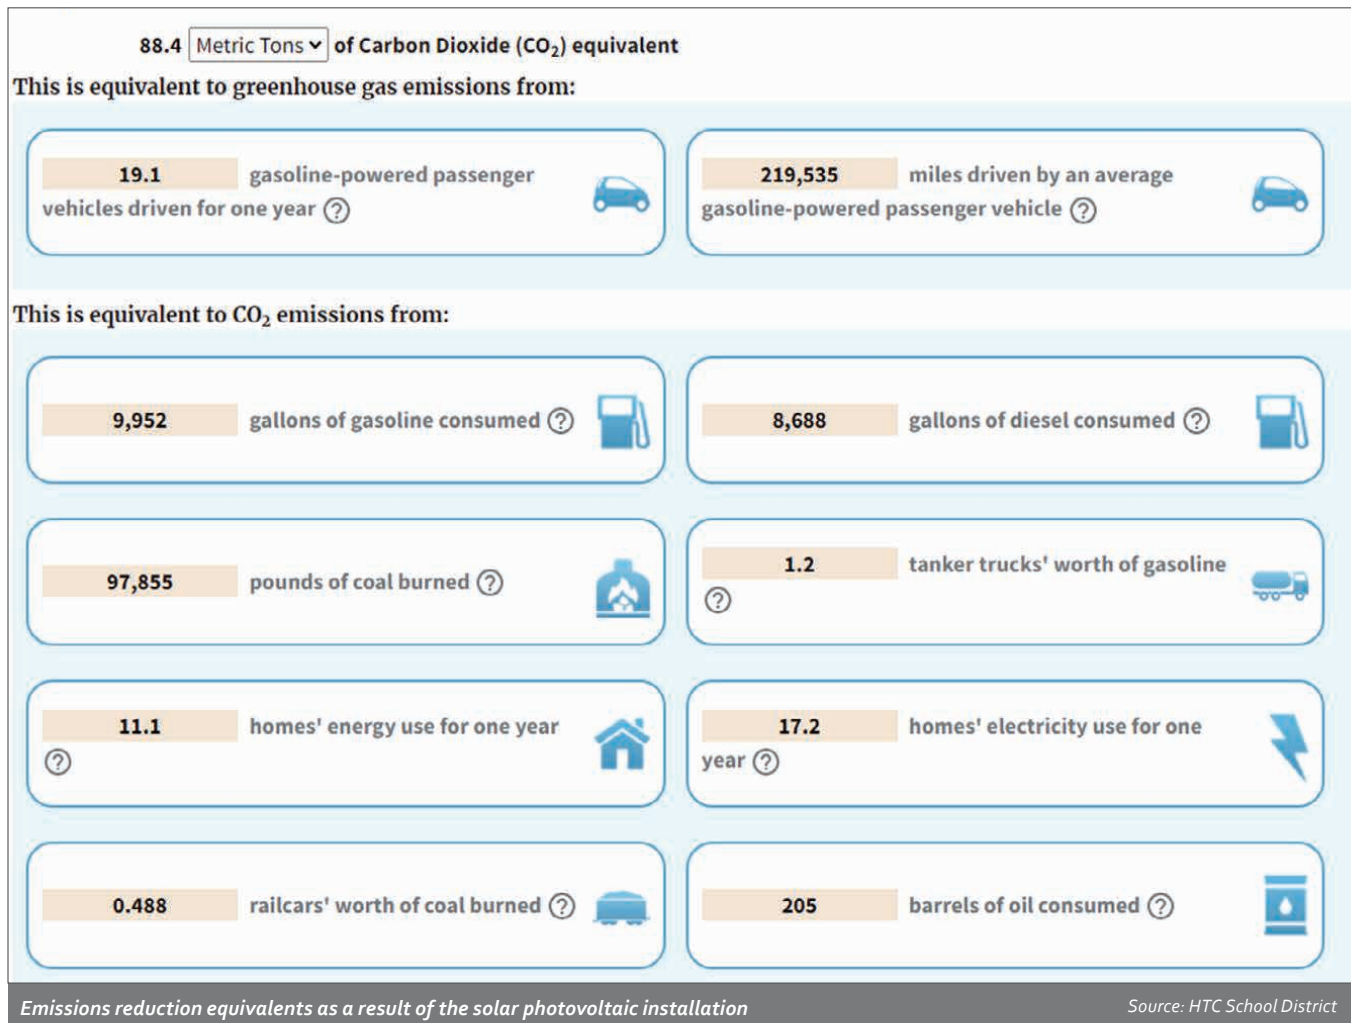 88.4 Metric Tons of Carbon Dioxide (CO₂) equivalent
This is equivalent to greenhouse gas emissions from:
19.1 gasoline-powered passenger
vehicles driven for one year ?
219,535 miles driven by an average
gasoline-powered passenger vehicle ?
This is equivalent to CO₂ emissions from:
9,952 gallons of gasoline consumed ?
8,688 gallons of diesel consumed ?
97,855 pounds of coal burned ?
1.2 tanker trucks' worth of gasoline
?
11.1 homes' energy use for one year
?
17.2 homes' electricity use for one
year ?
0.488 railcars' worth of coal burned ?
205 barrels of oil consumed ?
Emissions reduction equivalents as a result of the solar photovoltaic installation
Source: HTC School District